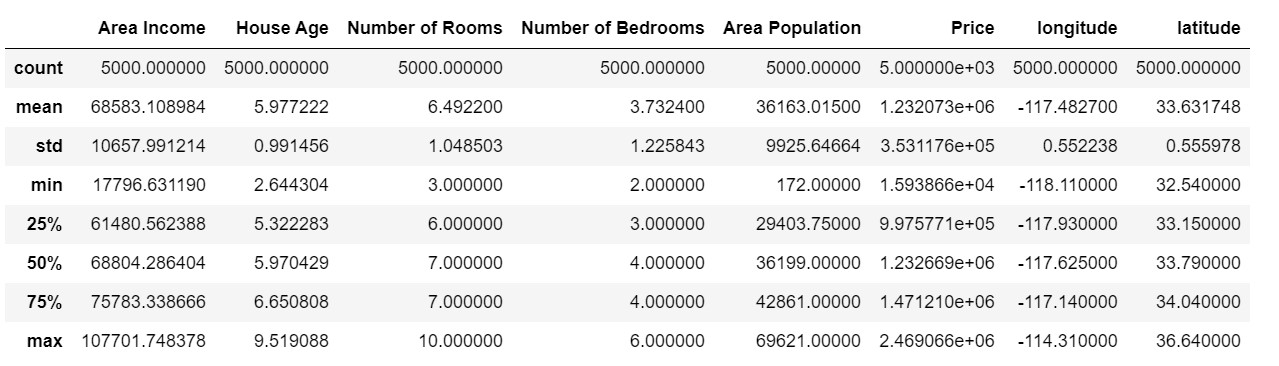 Area Income House Age Number of Rooms Number of Bedrooms Area Population Price longitude latitude
count 5000.000000 5000.000000 5000.000000 5000.000000 5000.00000 5.000000e+03 5000.000000 5000.000000
mean 68583.108984 5.977222 6.492200 3.732400 36163.01500 1.232073e+06 -117.482700 33.631748
std 10657.991214 0.991456 1.048503 1.225843 9925.64664 3.531176e+05 0.552238 0.555978
min 17796.631190 2.644304 3.000000 2.000000 172.00000 1.593866e+04 -118.110000 32.540000
25% 61480.562388 5.322283 6.000000 3.000000 29403.75000 9.975771e+05 -117.930000 33.150000
50% 68804.286404 5.970429 7.000000 4.000000 36199.00000 1.232669e+06 -117.625000 33.790000
75% 75783.338666 6.650808 7.000000 4.000000 42861.00000 1.471210e+06 -117.140000 34.040000
max 107701.748378 9.519088 10.000000 6.000000 69621.00000 2.469066e+06 -114.310000 36.640000